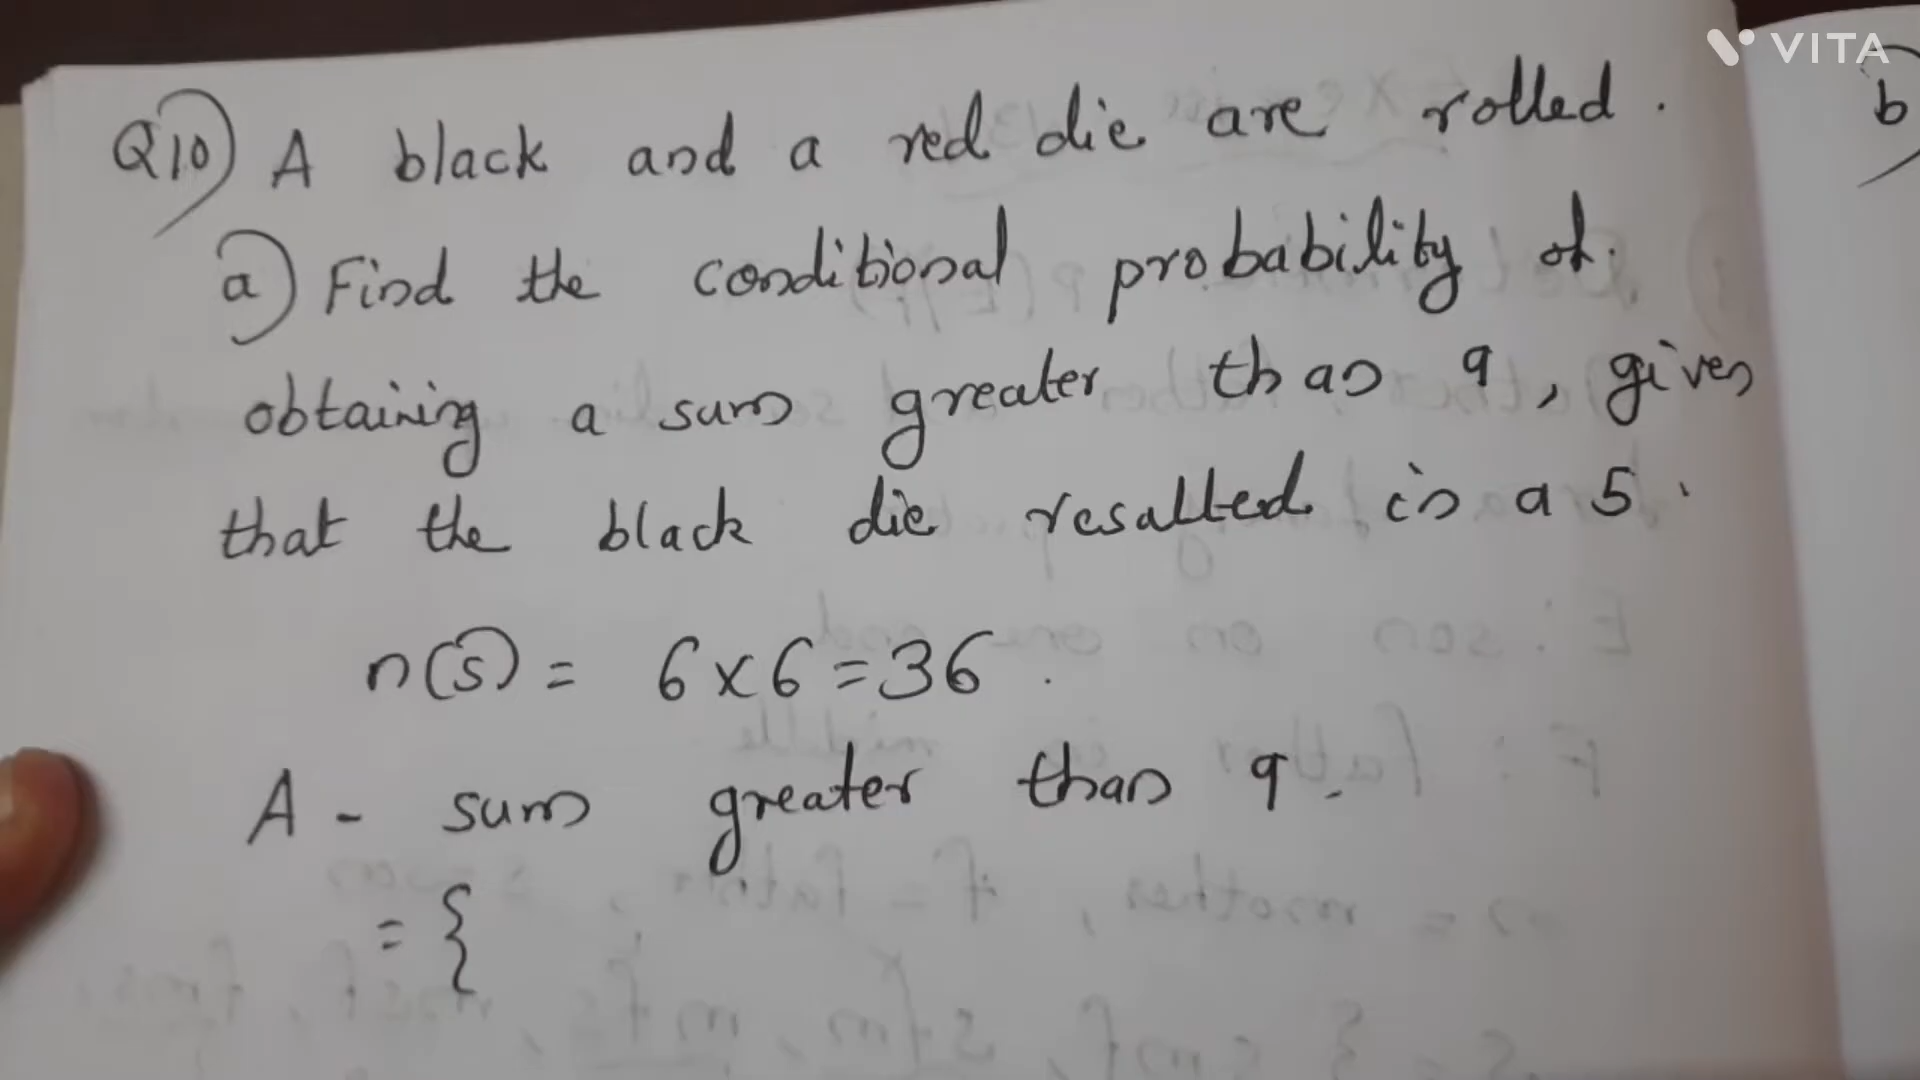 VITA
Q10) A black and a red die are rolled.
a) Find the conditional probability of
obtaining a sum greater than 9, given
that the black die resulted in a 5.
n(s) = 6×6=36.
A - sum greater than 9.
= {
b